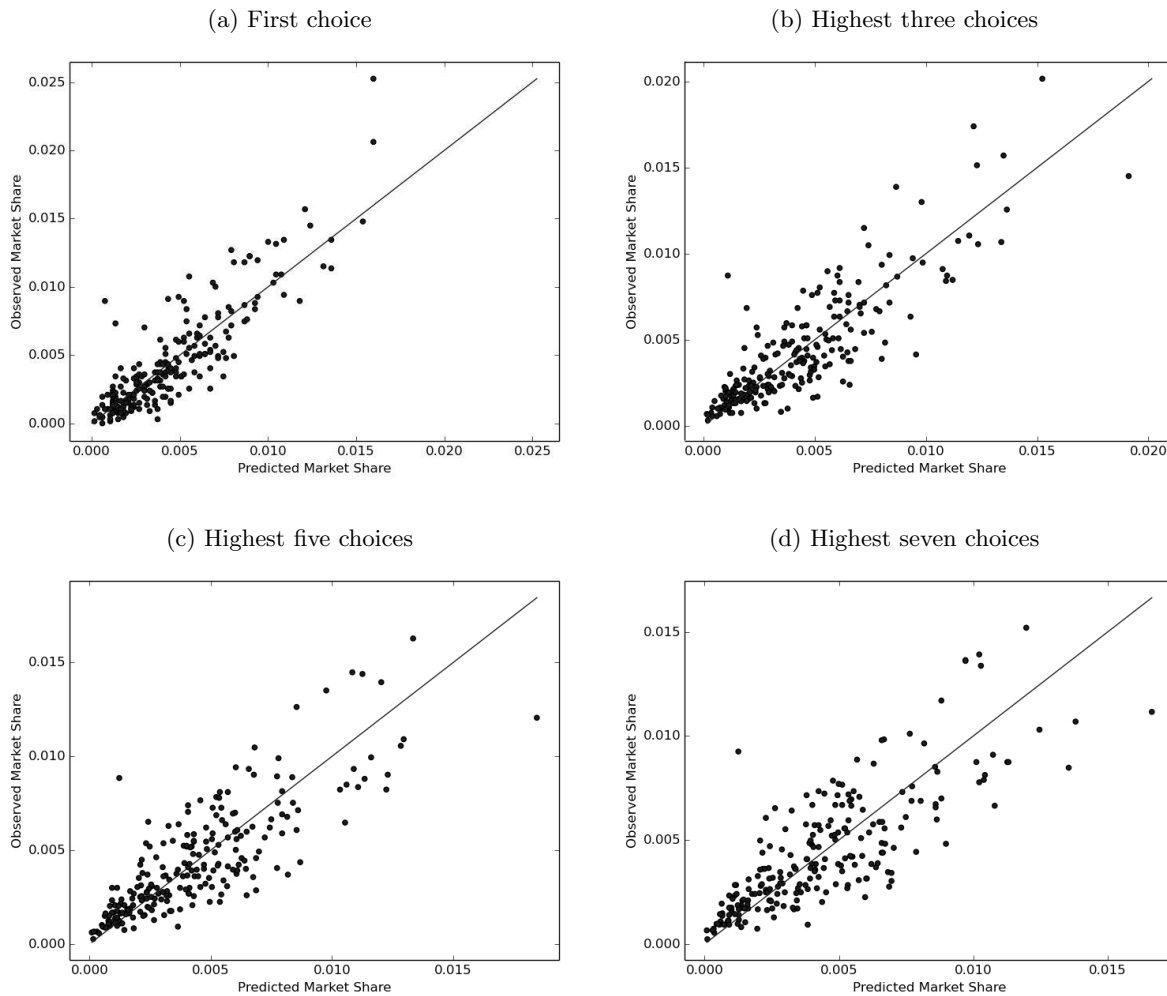 (a) First choice
0.025
0.020
0.015
0.010
0.005
0.000
Observed Market Share
0.000 0.005 0.010 0.015 0.020 0.025
Predicted Market Share
(b) Highest three choices
0.020
0.015
0.010
0.005
0.000
Observed Market Share
0.000 0.005 0.010 0.015 0.020
Predicted Market Share
(c) Highest five choices
0.015
0.010
0.005
0.000
Observed Market Share
0.000 0.005 0.010 0.015
Predicted Market Share
(d) Highest seven choices
0.015
0.010
0.005
0.000
Observed Market Share
0.000 0.005 0.010 0.015
Predicted Market Share